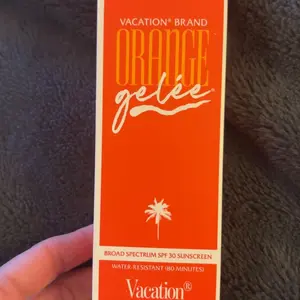 VACATION® BRAND
ORANGE
gelée
BROAD SPECTRUM SPF 30 SUNSCREEN
WATER-RESISTANT (80 MINUTES)
Vacation®